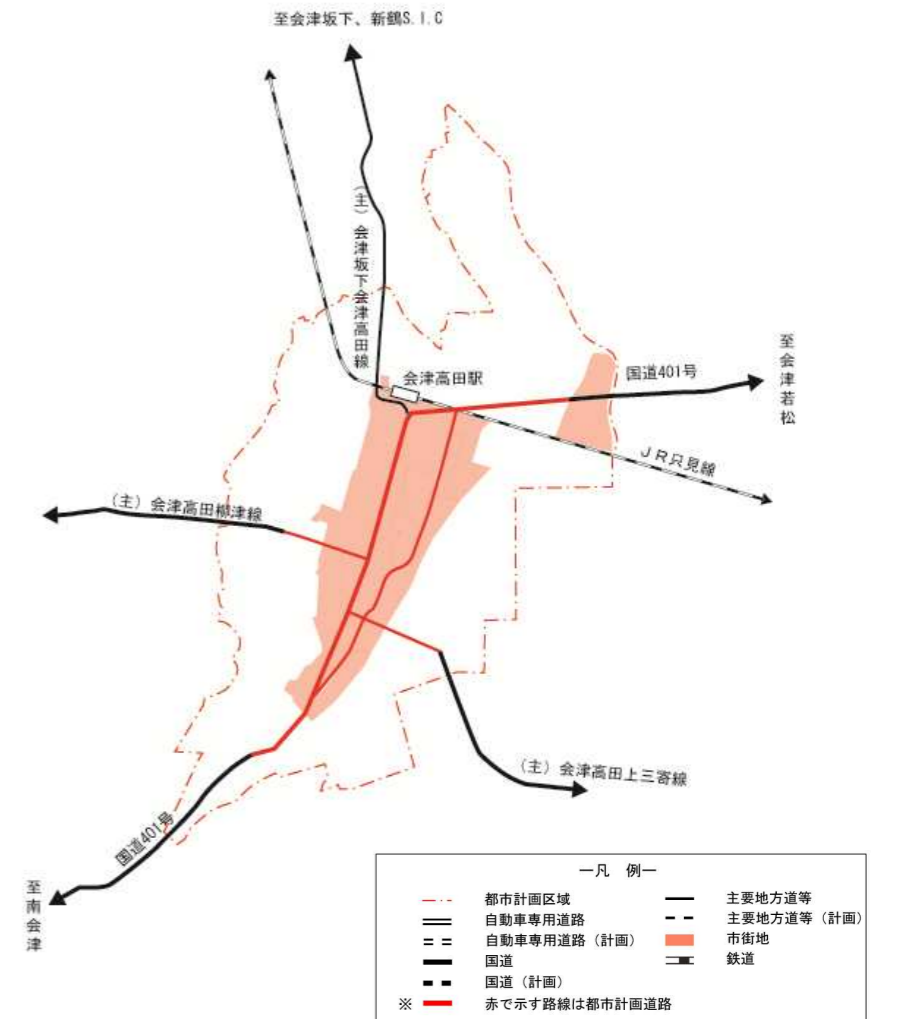 至会津坂下、新鶴S.I.C
(主)会津坂下会津高田線
会津高田駅
国道401号
至会津若松
JR只見線
(主)会津高田柳津線
(主)会津高田上三寄線
国道401号
至南会津
―凡 例―
都市計画区域
自動車専用道路
自動車専用道路(計画)
国道
国道(計画)
※ 赤で示す路線は都市計画道路
主要地方道等
主要地方道等(計画)
市街地
鉄道